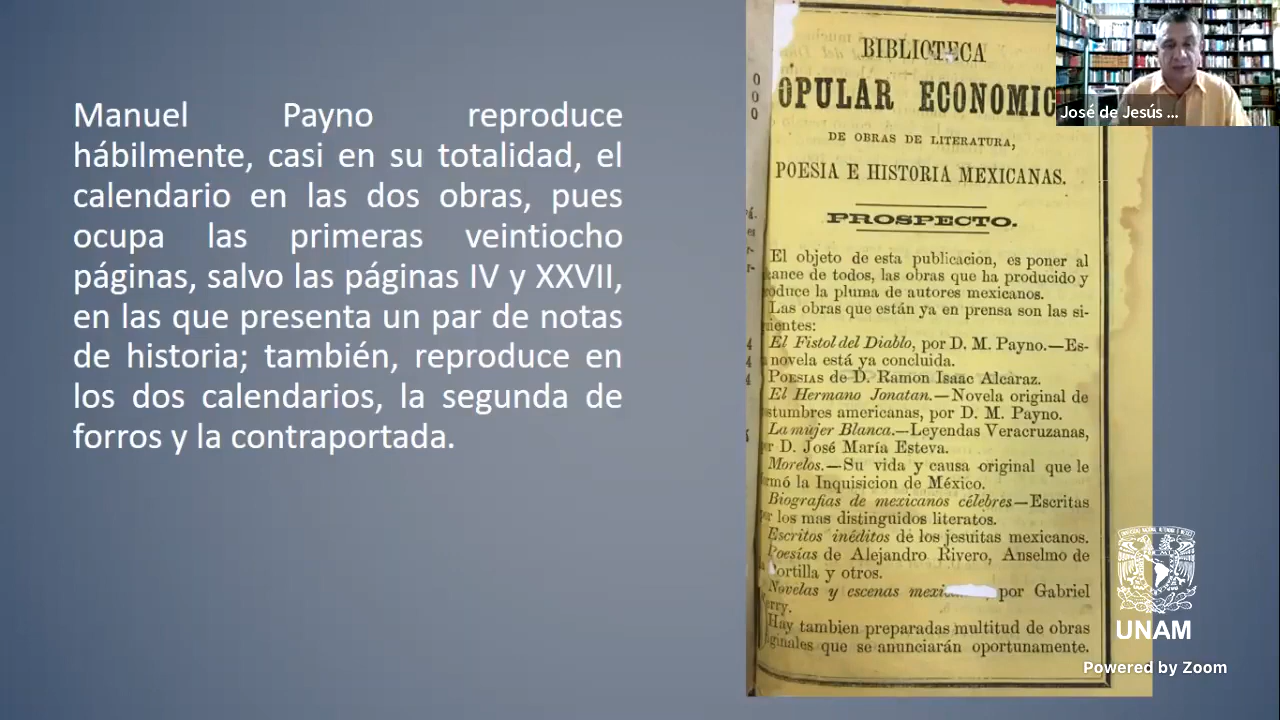 Manuel Payno reproduce
hábilmente, casi en su totalidad, el
calendario en las dos obras, pues
ocupa las primeras veintiocho
páginas, salvo las páginas IV y XXVII,
en las que presenta un par de notas
de historia; también, reproduce en
los dos calendarios, la segunda de
forros y la contraportada.
BIBLIOTECA
OPULAR ECONOMIC
DE OBRAS DE LITERATURA,
POESIA E HISTORIA MEXICANAS.
PROSPECTO.
El objeto de esta publicacion, es poner al
ance de todos, las obras que ha producido y
oduce la pluma de autores mexicanos.
Las obras que están ya en prensa son las si-
ientes:
El Fistol del Diablo, por D. M. Payno.—Es-
novela está ya concluida.
POESIAS de D. Ramon Isaac Alcaraz.
El Hermano Jonatan.—Novela original de
stumbres americanas, por D. M. Payno.
La mujer Blanca.—Leyendas Veracruzanas,
r D. José María Esteva.
Morelos.—Su vida y causa original que le
rmó la Inquisicion de México.
Biografias de mexicanos célebres—Escritas
r los mas distinguidos literatos.
Escritos inéditos de los jesuitas mexicanos.
Poesías de Alejandro Rivero, Anselmo de
ortilla y otros.
Novelas y escenas mexi por Gabriel
erry.
Hay tambien preparadas multitud de obras
iginales que se anunciarán oportunamente.
José de Jesús ...
UNAM
Powered by Zoom